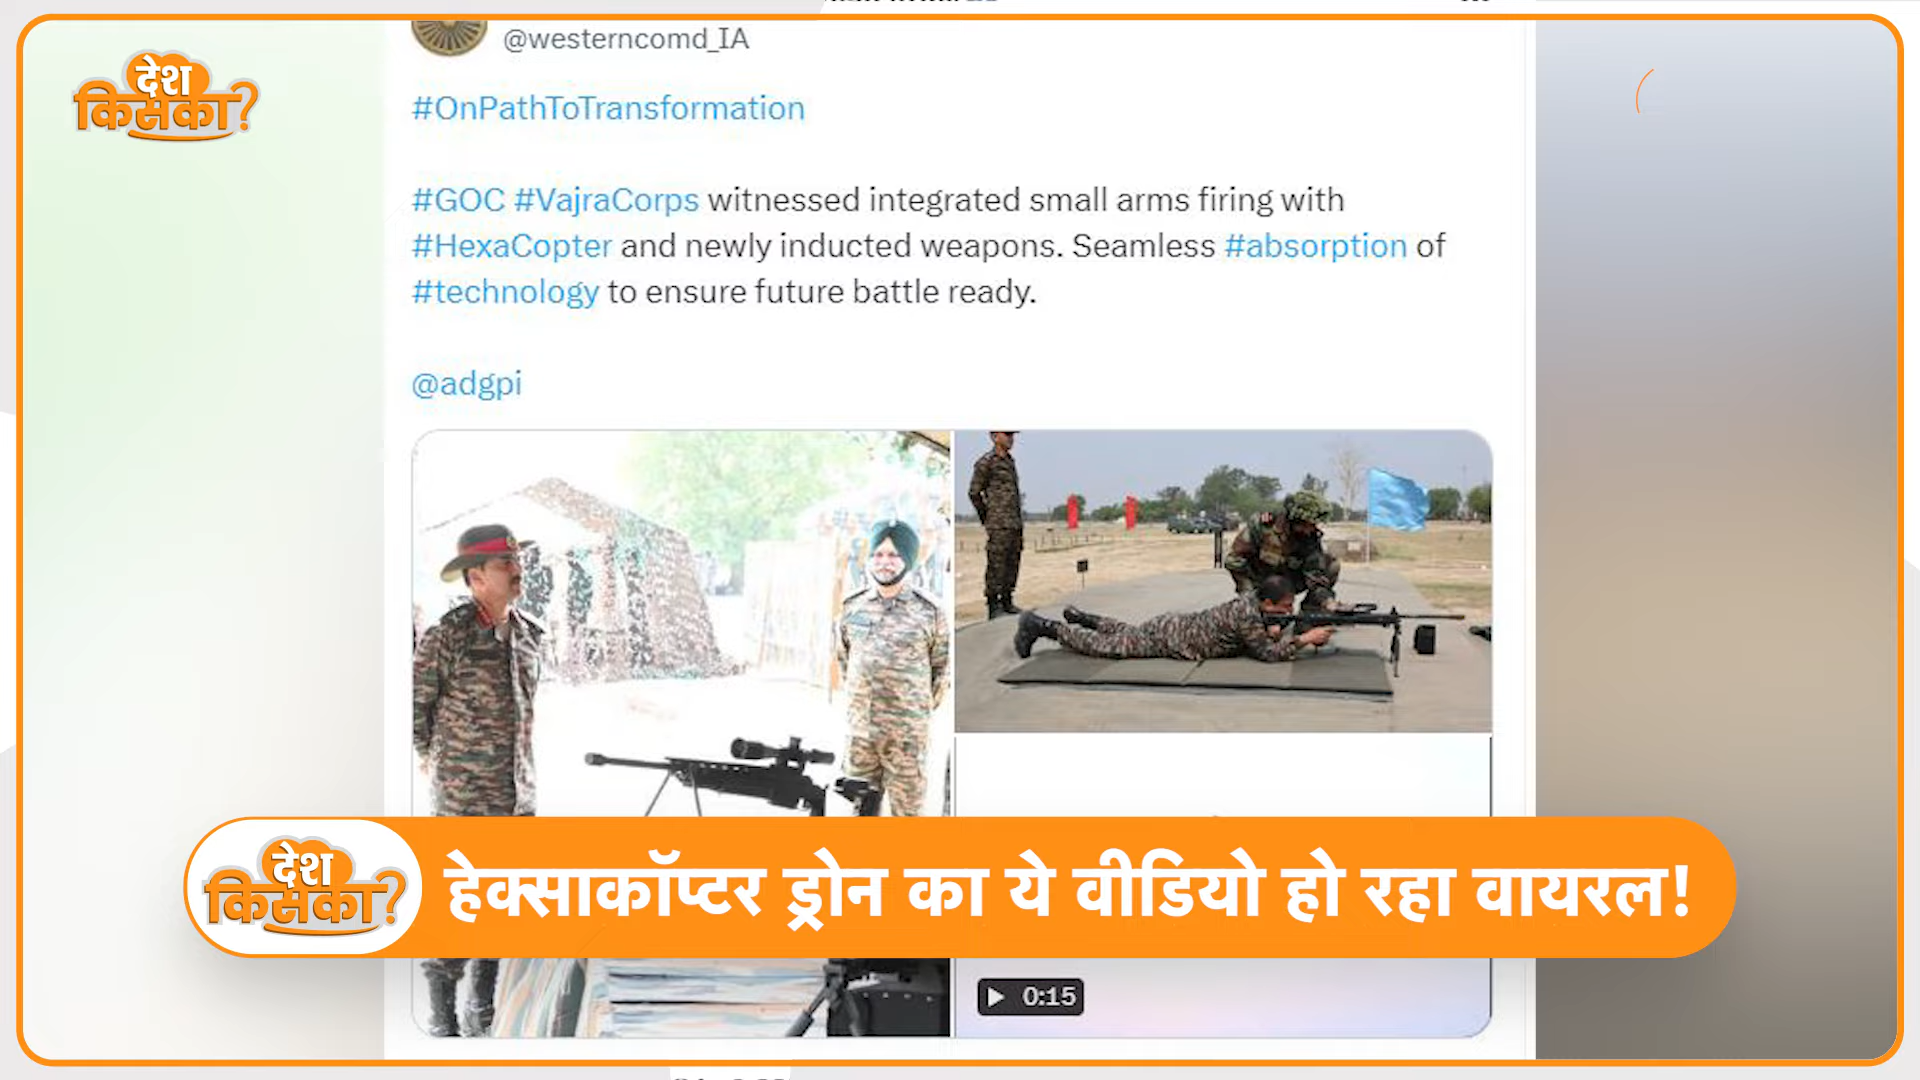 देश
किसका?
@westerncomd_IA
#OnPathToTransformation
#GOC #VajraCorps witnessed integrated small arms firing with
#HexaCopter and newly inducted weapons. Seamless #absorption of
#technology to ensure future battle ready.
@adgpi
देश
किसका?
हेक्साकॉप्टर ड्रोन का ये वीडियो हो रहा वायरल!
0:15